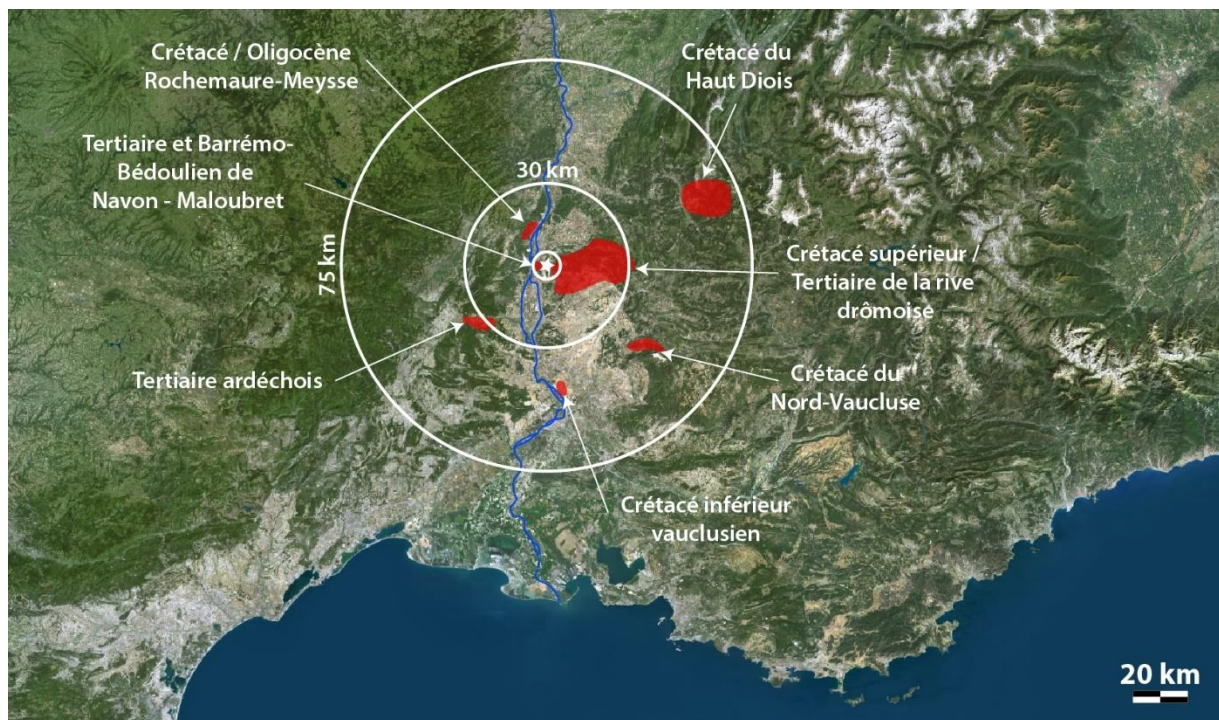 Crétacé / Oligocène
Rochemaure-Meysse
Crétacé du
Haut Diois
Tertiaire et Barrémo-
Bédoulien de
Navon - Maloubret
30 km
75 km
Crétacé supérieur /
Tertiaire de la rive
drômoise
Tertiaire ardéchois
Crétacé du
Nord-Vaucluse
Crétacé inférieur
vauclusien
20 km